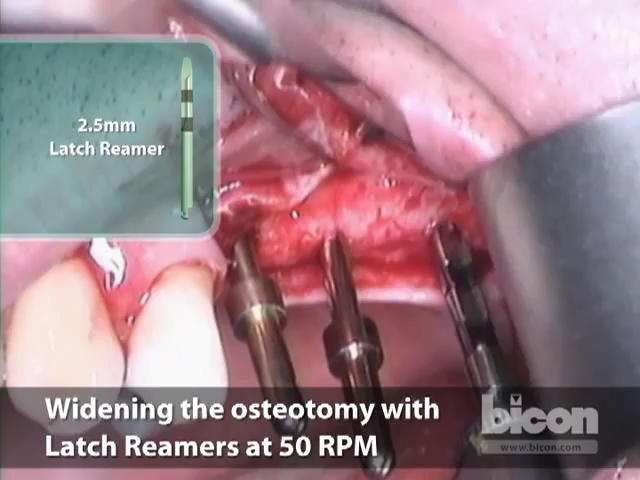 2.5mm
Latch Reamer
Widening the osteotomy with
Latch Reamers at 50 RPM
bicon
www.bicon.com